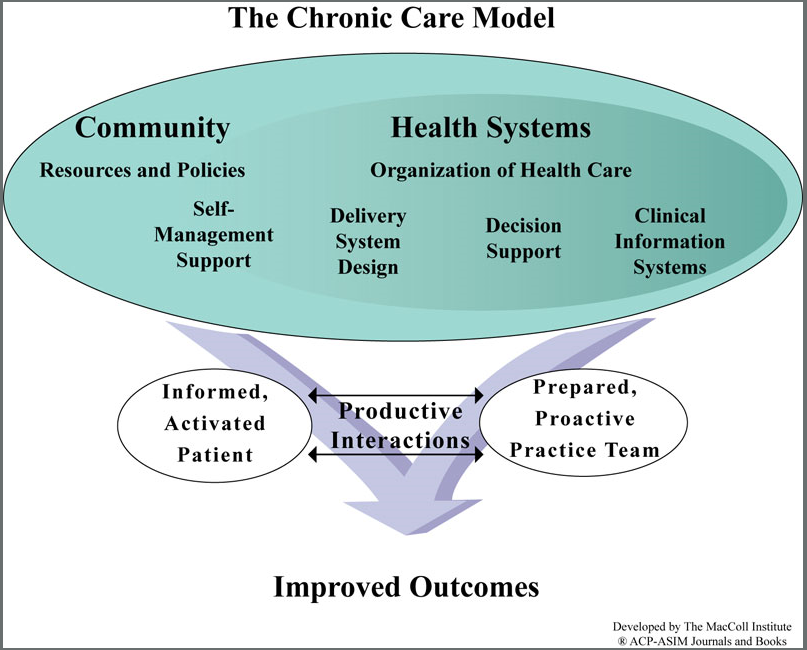 The Chronic Care Model
Community
Resources and Policies
Health Systems
Organization of Health Care
Self-
Management
Support
Delivery
System
Design
Decision
Support
Clinical
Information
Systems
Informed,
Activated
Patient
Productive
Interactions
Prepared,
Proactive
Practice Team
Improved Outcomes
Developed by The MacColl Institute
® ACP-ASIM Journals and Books